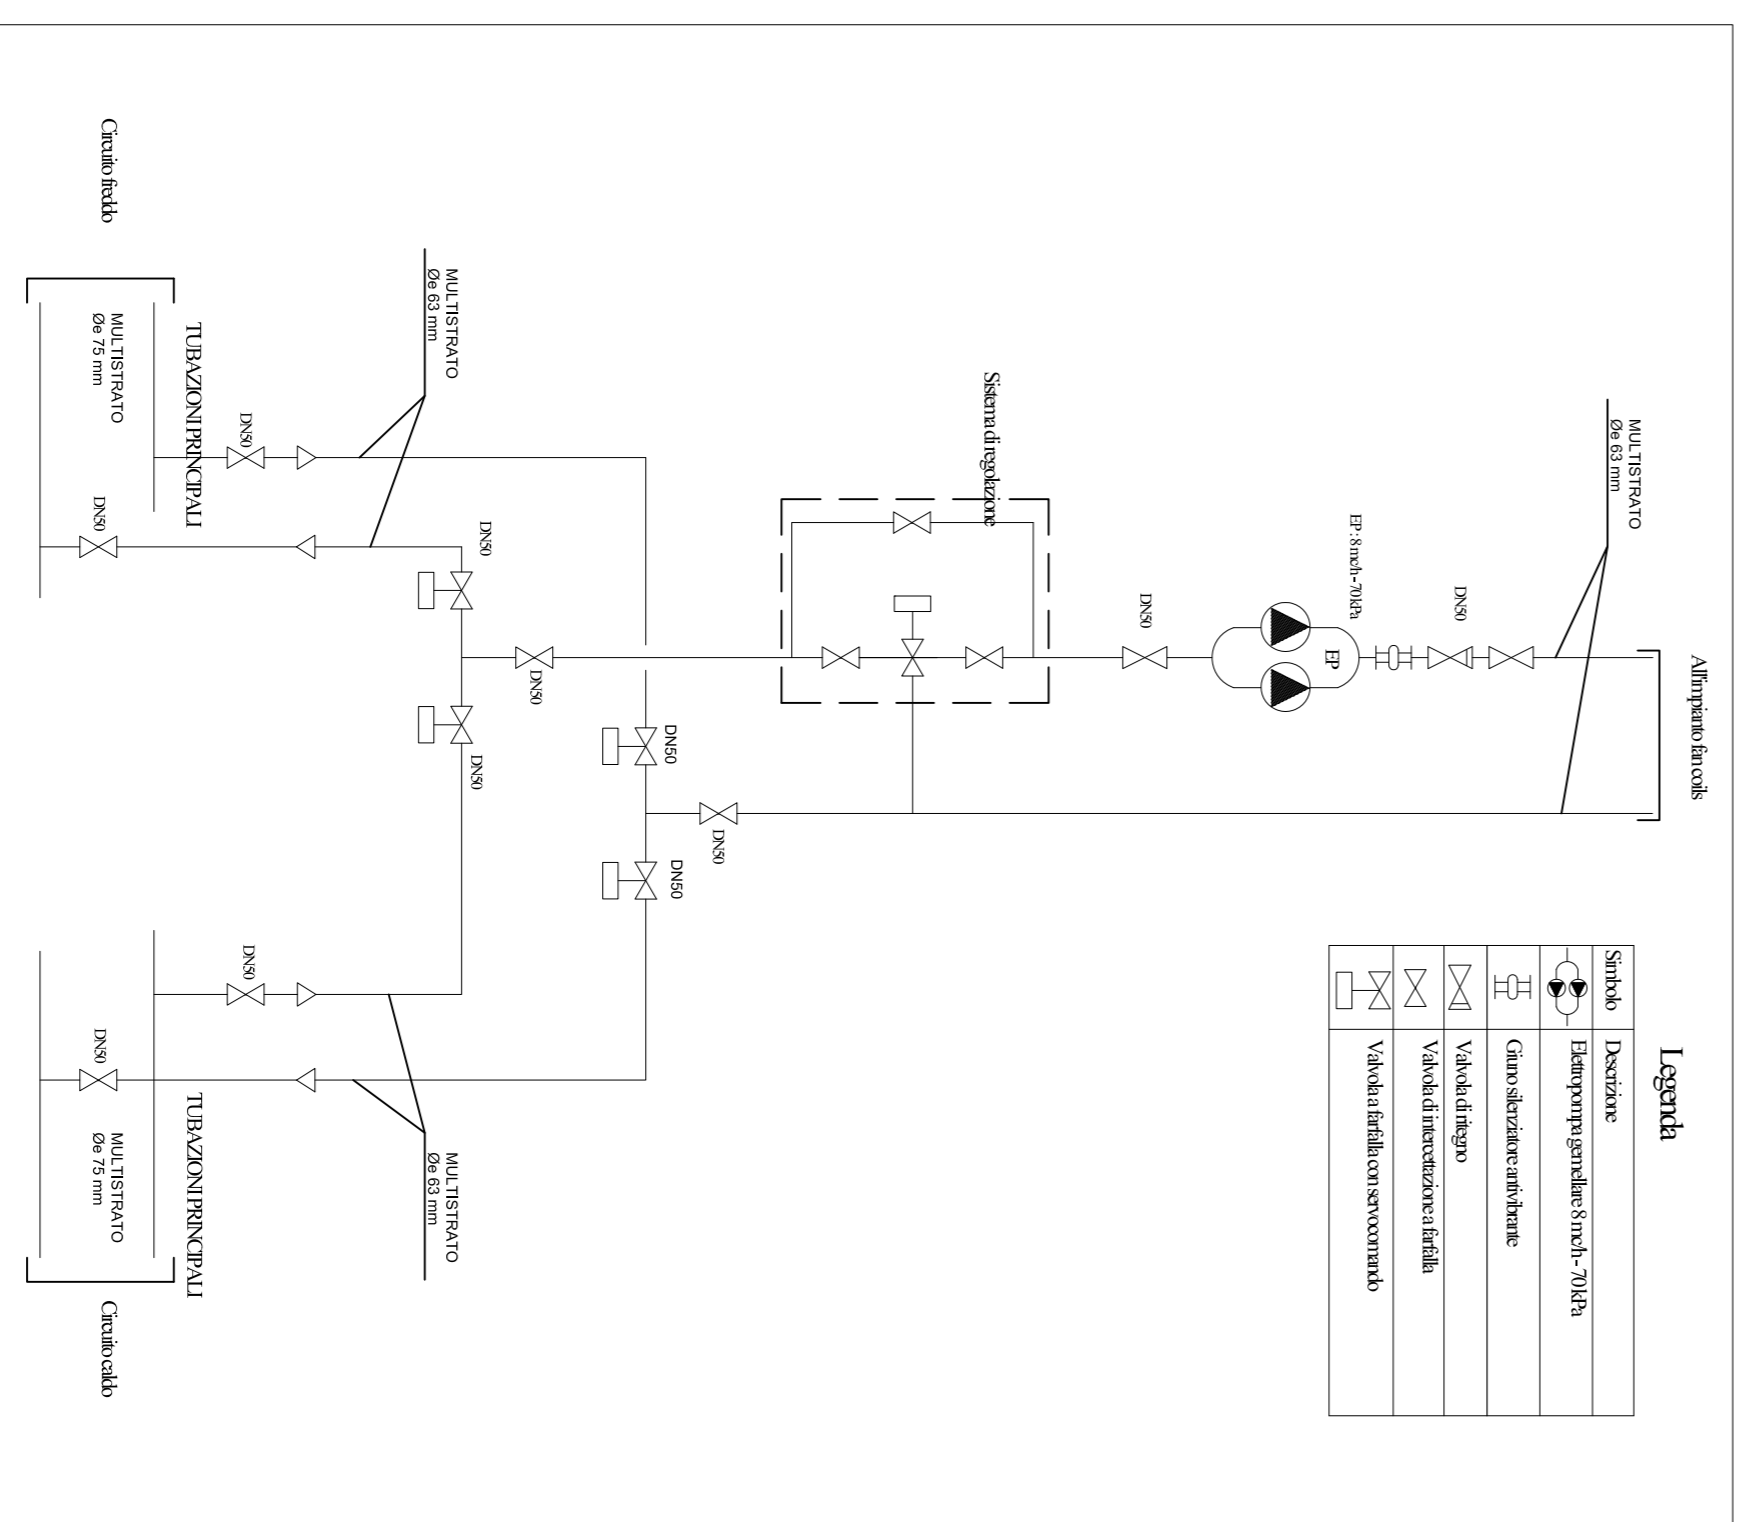 Legenda
Simbolo
Descrizione
Elettropompa gemellare 8 mc/h - 70 kPa
Giuno silenziatore antivibrante
Valvola di ritegno
Valvola di intercettazione a farfalla
Valvola a farfalla con servocomando
All'impianto fan coils
MULTISTRATO
Øe 63 mm
DN50
EP : 8 mc/h - 70 kPa
EP
DN50
Sistema di regolazione
DN50
DN50
DN50
DN50
DN50
DN50
MULTISTRATO
Øe 63 mm
MULTISTRATO
Øe 63 mm
DN50
DN50
TUBAZIONI PRINCIPALI
TUBAZIONI PRINCIPALI
MULTISTRATO
Øe 75 mm
DN50
DN50
MULTISTRATO
Øe 75 mm
Circuito freddo
Circuito caldo